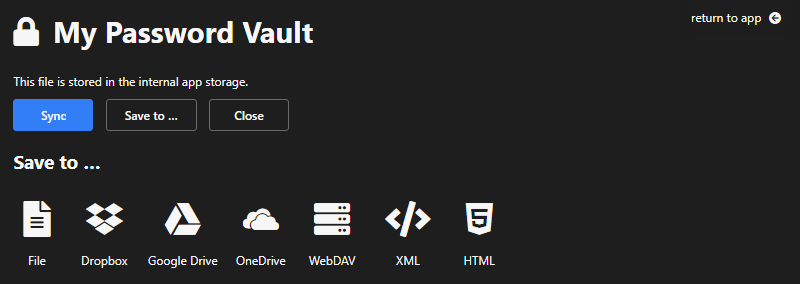 return to app
My Password Vault
This file is stored in the internal app storage.
Sync Save to ... Close
Save to ...
File Dropbox Google Drive OneDrive WebDAV XML HTML